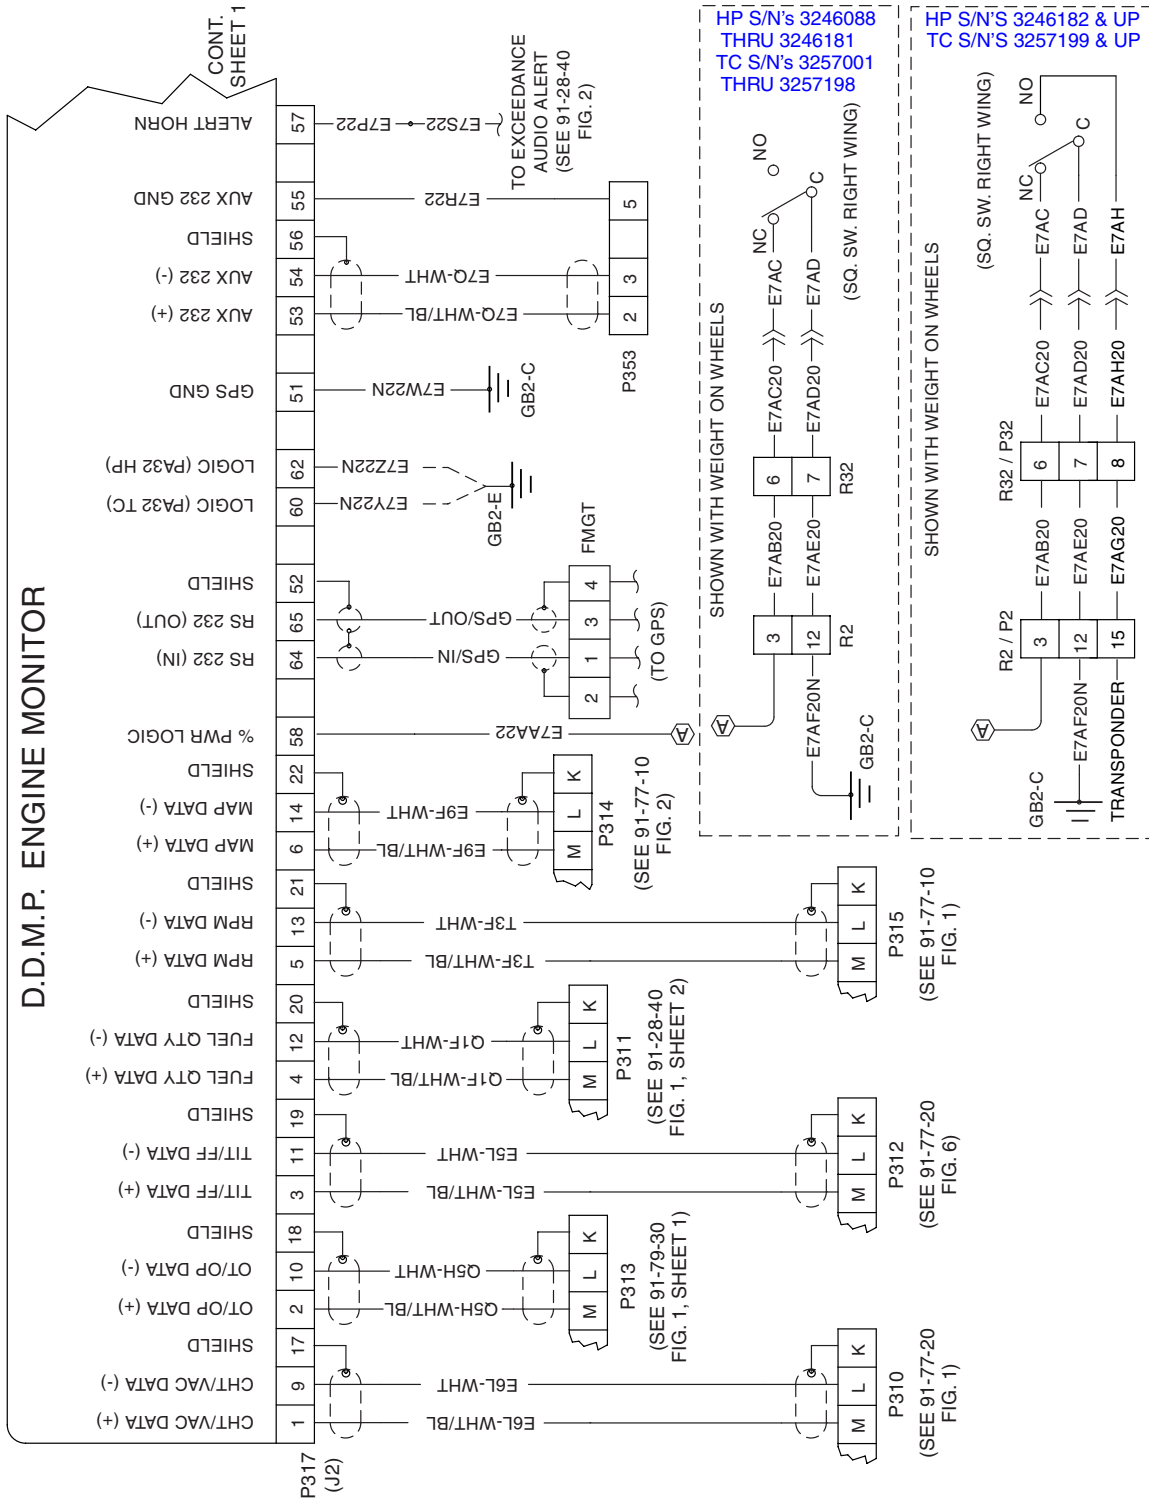 D.D.M.P. ENGINE MONITOR
CONT.
SHEET 1
P317
(J2)
CHT/VAC DATA (+)
1
E6L-WHT/BL
M
CHT/VAC DATA (-)
9
E6L-WHT
L
SHIELD
17
K
P310
(SEE 91-77-20
FIG. 1)
OT/OP DATA (+)
2
Q5H-WHT/BL
M
OT/OP DATA (-)
10
Q5H-WHT
L
SHIELD
18
K
P313
(SEE 91-79-30
FIG. 1, SHEET 1)
TIT/FF DATA (+)
3
E5L-WHT/BL
M
TIT/FF DATA (-)
11
E5L-WHT
L
SHIELD
19
K
P312
(SEE 91-77-20
FIG. 6)
FUEL QTY DATA (+)
4
Q1F-WHT/BL
M
FUEL QTY DATA (-)
12
Q1F-WHT
L
SHIELD
20
K
P311
(SEE 91-28-40
FIG. 1, SHEET 2)
RPM DATA (+)
5
T3F-WHT/BL
M
RPM DATA (-)
13
T3F-WHT
L
SHIELD
21
K
P315
(SEE 91-77-10
FIG. 1)
MAP DATA (+)
6
E9F-WHT/BL
M
MAP DATA (-)
14
E9F-WHT
L
SHIELD
22
K
P314
(SEE 91-77-10
FIG. 2)
% PWR LOGIC
58
E7AA22
A
RS 232 (IN)
64
GPS/IN
RS 232 (OUT)
65
GPS/OUT
SHIELD
52
2
1
3
4
FMGT
(TO GPS)
LOGIC (PA32 TC)
60
E7Y22N
LOGIC (PA32 HP)
62
E7Z22N
GB2-E
GPS GND
51
E7W22N
GB2-C
AUX 232 (+)
53
E7Q-WHT/BL
2
AUX 232 (-)
54
E7Q-WHT
3
SHIELD
56
AUX 232 GND
55
E7R22
5
P353
ALERT HORN
57
E7P22
E7S22
TO EXCEEDANCE
AUDIO ALERT
(SEE 91-28-40
FIG. 2)
HP S/N's 3246088
THRU 3246181
TC S/N's 3257001
THRU 3257198
SHOWN WITH WEIGHT ON WHEELS
A
3
E7AB20
6
E7AC20
E7AC
NC
NO
GB2-C
E7AF20N
12
E7AE20
7
E7AD20
E7AD
C
R2
R32
(SQ. SW. RIGHT WING)
HP S/N'S 3246182 & UP
TC S/N'S 3257199 & UP
SHOWN WITH WEIGHT ON WHEELS
(SQ. SW. RIGHT WING)
R2 / P2
R32 / P32
A
3
E7AB20
6
E7AC20
E7AC
NC
NO
GB2-C
E7AF20N
12
E7AE20
7
E7AD20
E7AD
C
TRANSPONDER
15
E7AG20
8
E7AH20
E7AH